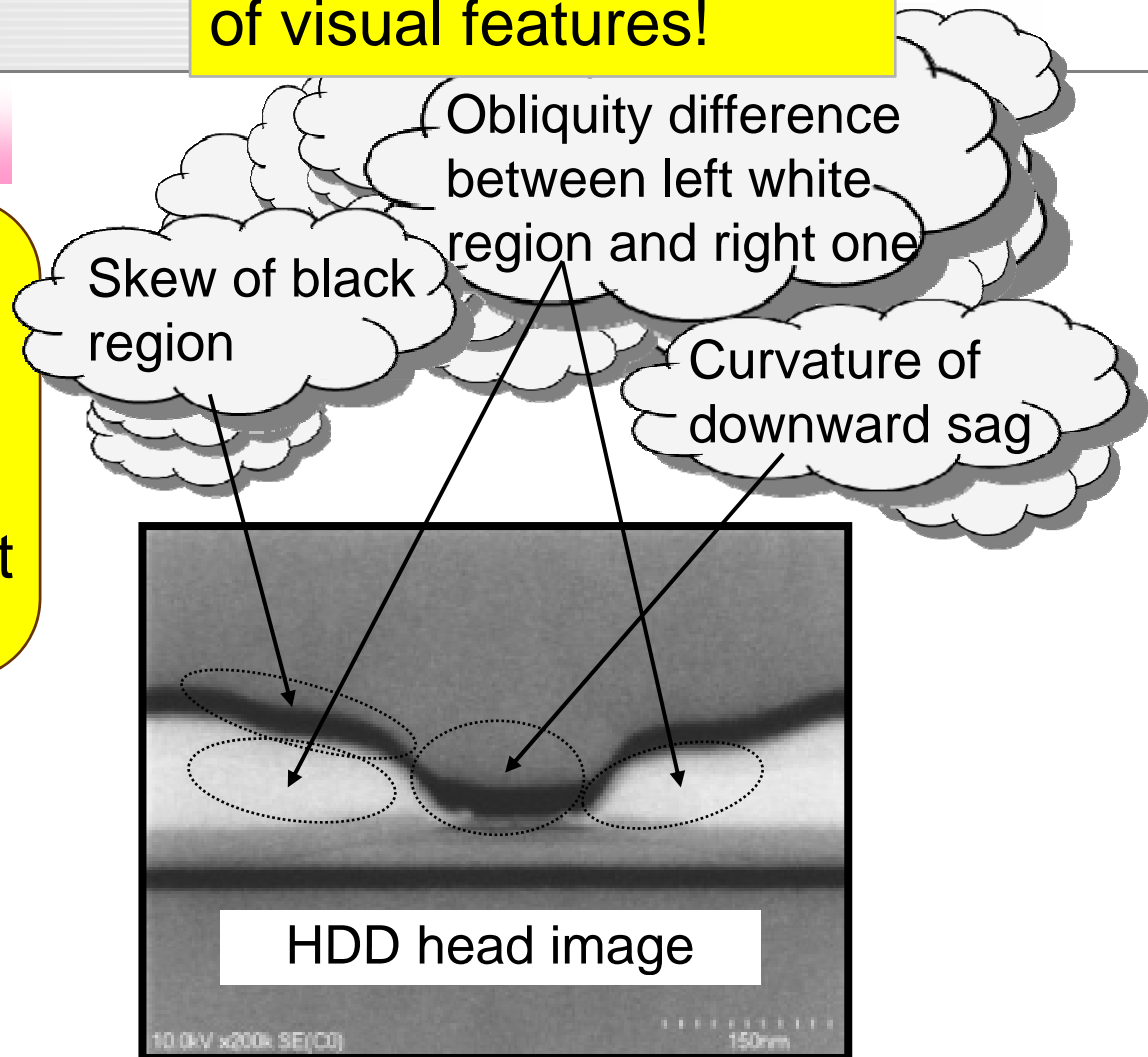 of visual features!
Obliquity difference
between left white
region and right one
Skew of black
region
Curvature of
downward sag
t
HDD head image
10.0kV x200k SE(C0)
150nm